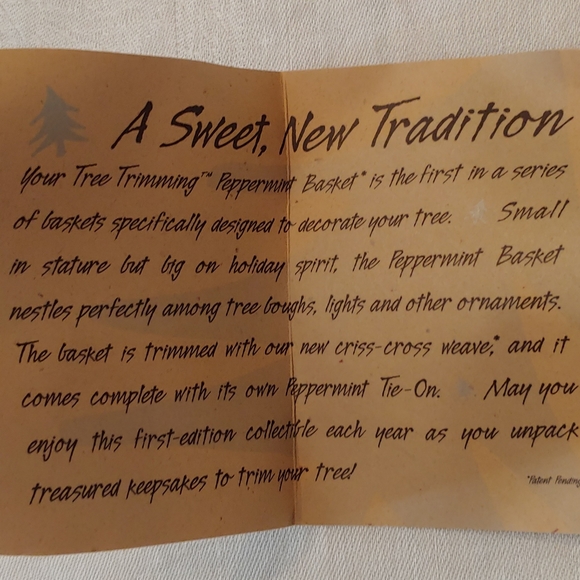 A Sweet, New Tradition
Your Tree Trimming™ Peppermint Basket* is the first in a series
of baskets specifically designed to decorate your tree. Small
in stature but big on holiday spirit, the Peppermint Basket
nestles perfectly among tree boughs, lights and other ornaments.
The basket is trimmed with our new criss-cross weave,* and it
comes complete with its own Peppermint Tie-On. May you
enjoy this first-edition collectible each year as you unpack
treasured keepsakes to trim your tree!
*Patent Pending